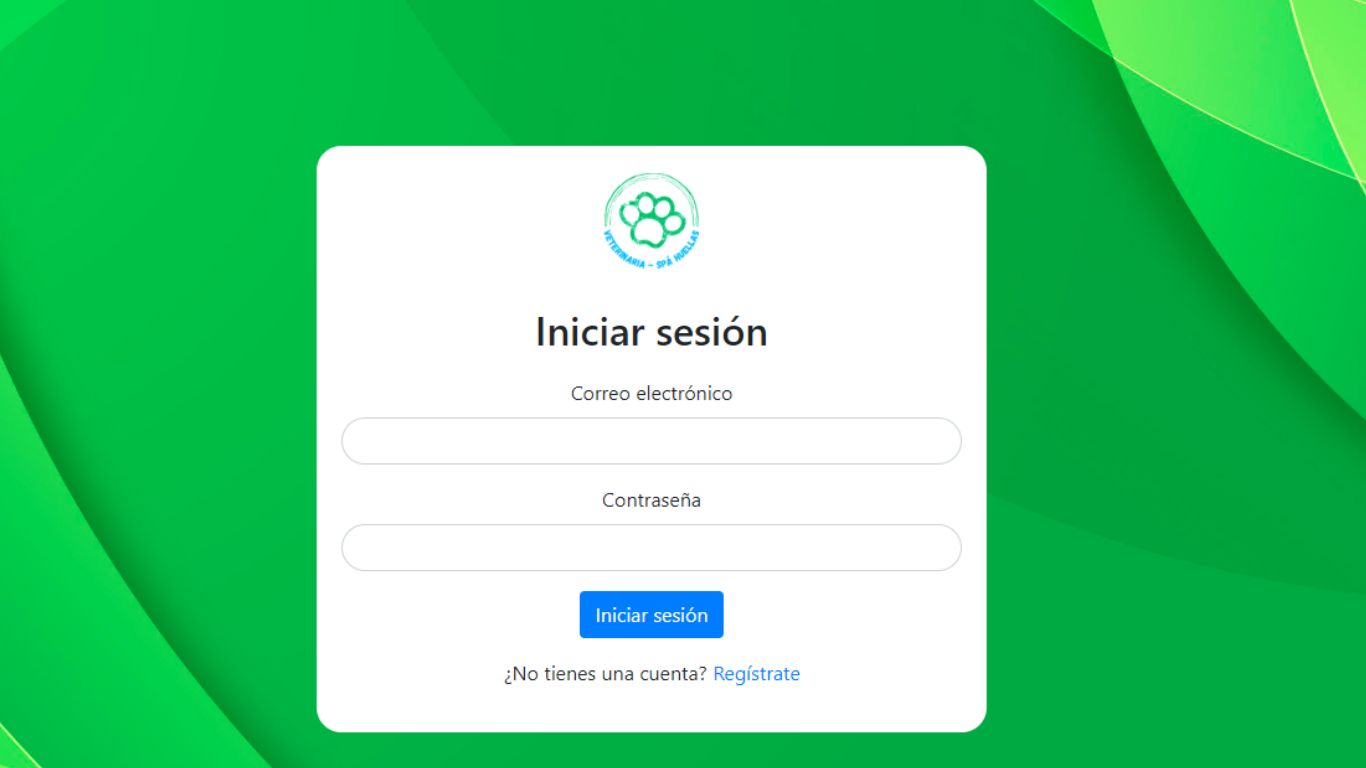 VETERINARIA - SPÁ HUELLAS
Iniciar sesión
Correo electrónico
Contraseña
Iniciar sesión
¿No tienes una cuenta? Regístrate